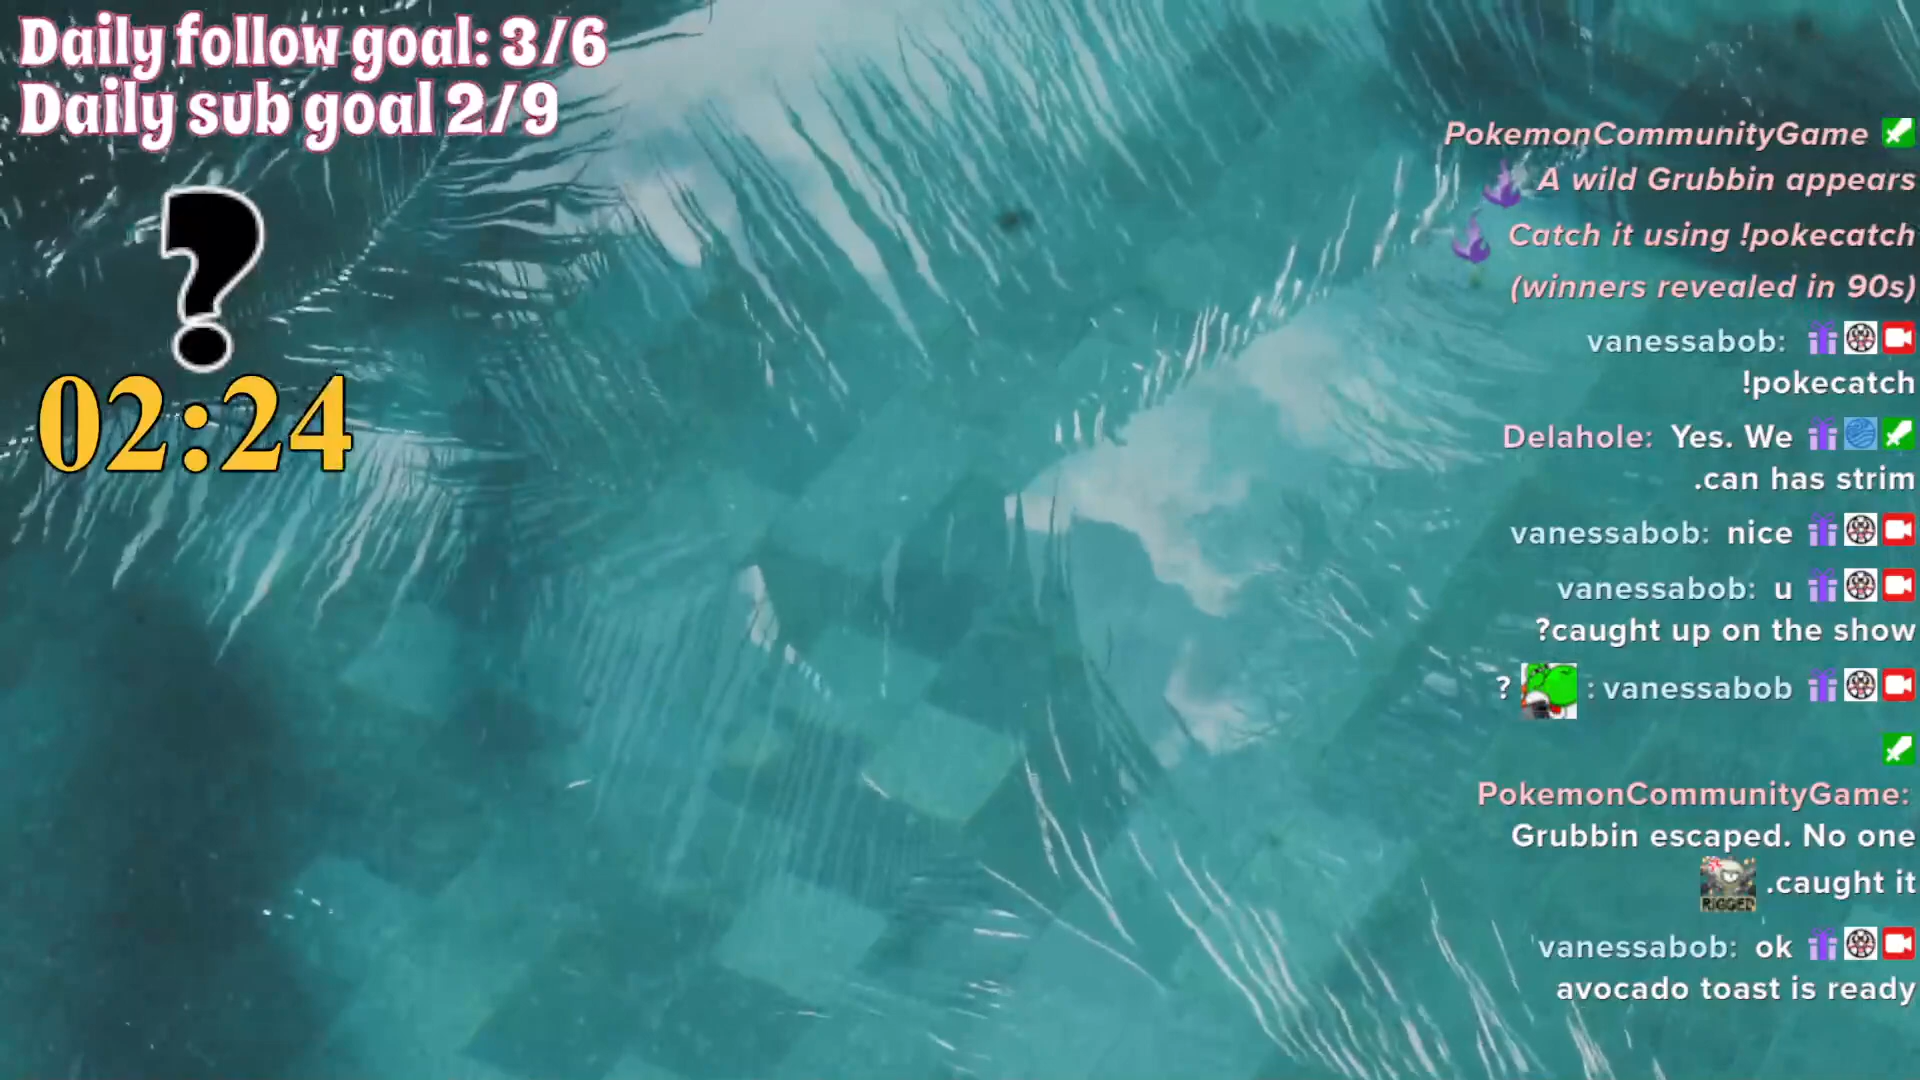 Daily follow goal: 3/6
Daily sub goal 2/9
?
02:24
PokemonCommunityGame
A wild Grubbin appears
Catch it using !pokecatch
(winners revealed in 90s)
vanessabob:
!pokecatch
Delahole: Yes. We
.can has strim
vanessabob: nice
vanessabob: u
?caught up on the show
? : vanessabob
PokemonCommunityGame:
Grubbin escaped. No one
.caught it
RIGGED
vanessabob: ok
avocado toast is ready